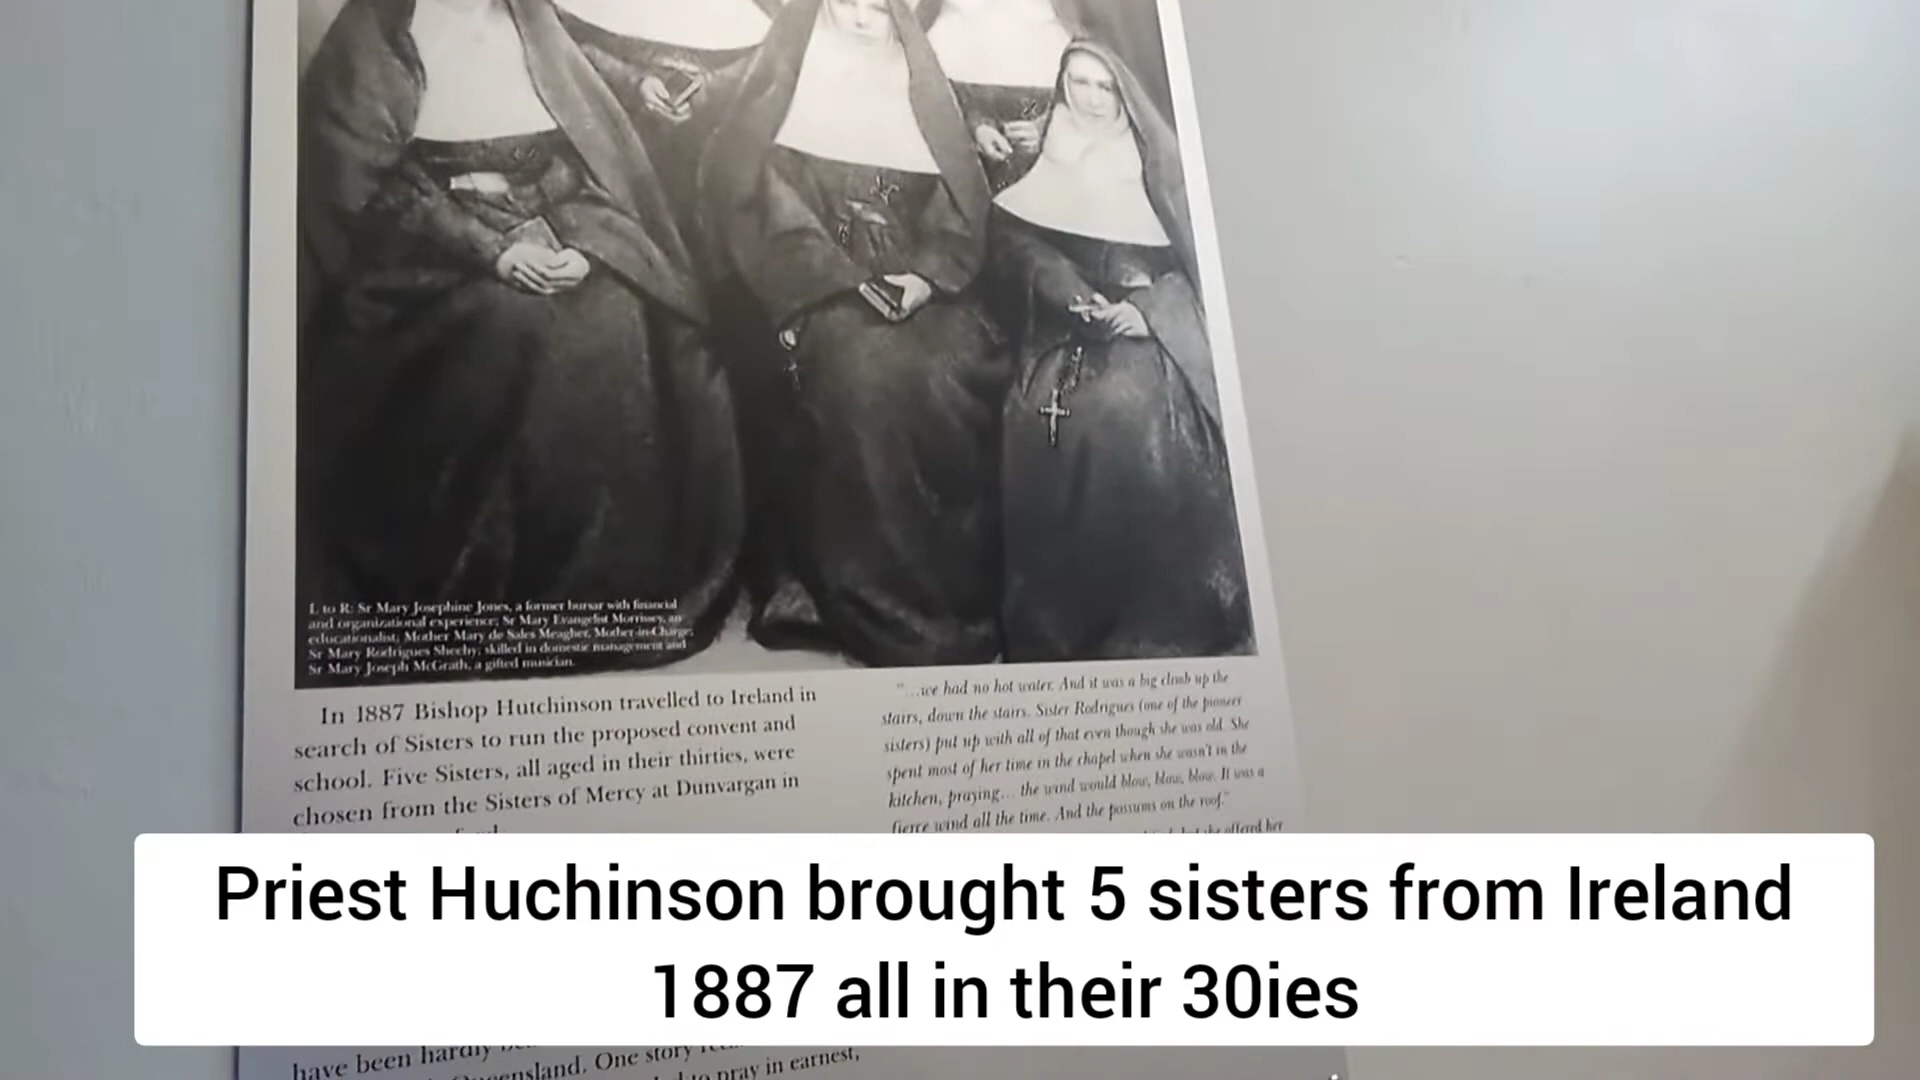 L to R: Sr Mary Josephine Jones, a former bursar with financial
and organizational experience; Sr Mary Evangelist Morrissey, an
educationalist; Mother Mary de Sales Meagher, Mother-in-Charge;
Sr Mary Rodrigues Sheehy, skilled in domestic management and
Sr Mary Joseph McGrath, a gifted musician.
In 1887 Bishop Hutchinson travelled to Ireland in
search of Sisters to run the proposed convent and
school. Five Sisters, all aged in their thirties, were
chosen from the Sisters of Mercy at Dunvargan in
have been hardly
One story
to pray in earnest,
"...we had no hot water. And it was a big climb up the
stairs, down the stairs. Sister Rodrigues (one of the pioneer
sisters) put up with all of that even though she was old. She
spent most of her time in the chapel when she wasn't in the
kitchen, praying... the wind would blow, blow, blow. It was a
fierce wind all the time. And the possums on the roof."
she offered her
Priest Huchinson brought 5 sisters from Ireland
1887 all in their 30ies